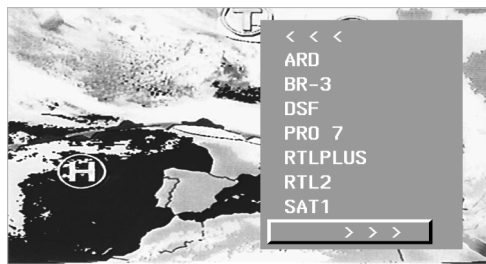 T
< < <
ARD
BR-3
DSF
PRO 7
RTLPLUS
RTL2
SAT1
H
> > >